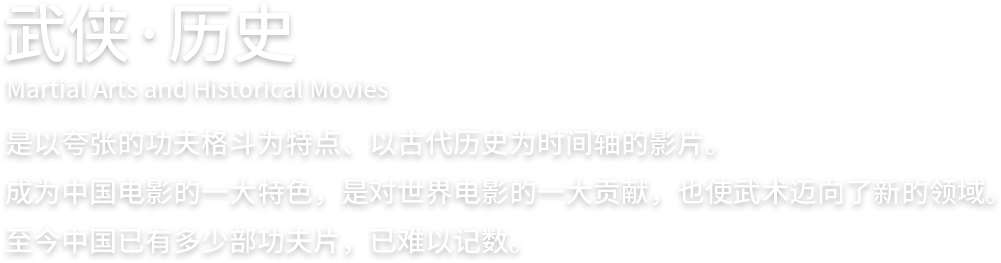 武侠·历史
Martial Arts and Historical Movies
是以夸张的功夫格斗为特点、以古代历史为时间轴的影片。
成为中国电影的一大特色，是对世界电影的一大贡献，也使武术迈向了新的领域。
至今中国已有多少部功夫片，已难以记数。